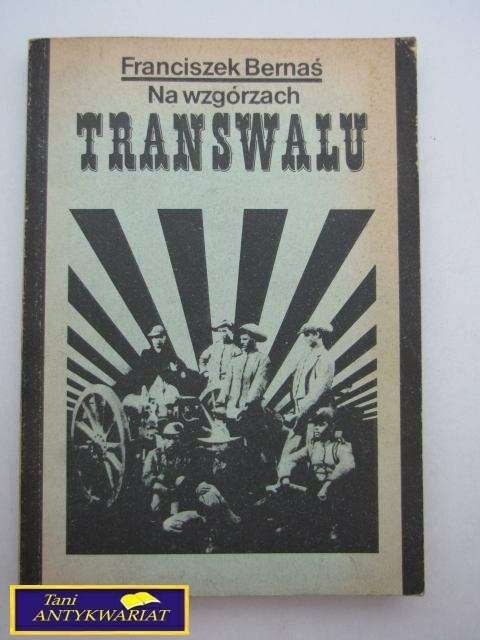 Franciszek Bernaś
Na wzgórzach
TRANSWALU
Tani
ANTYKWARIAT